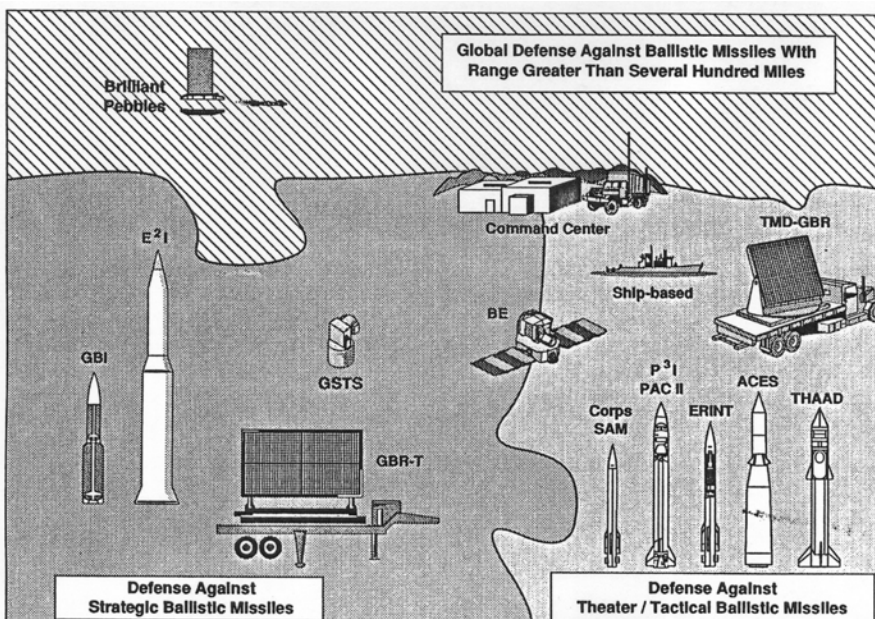 Global Defense Against Ballistic Missiles With
Range Greater Than Several Hundred Miles
Brilliant
Pebbles
Command Center
TMD-GBR
E²I
Ship-based
BE
GBI
GSTS
P³I
PAC II
ACES
Corps
SAM
ERINT
THAAD
GBR-T
Defense Against
Strategic Ballistic Missiles
Defense Against
Theater / Tactical Ballistic Missiles